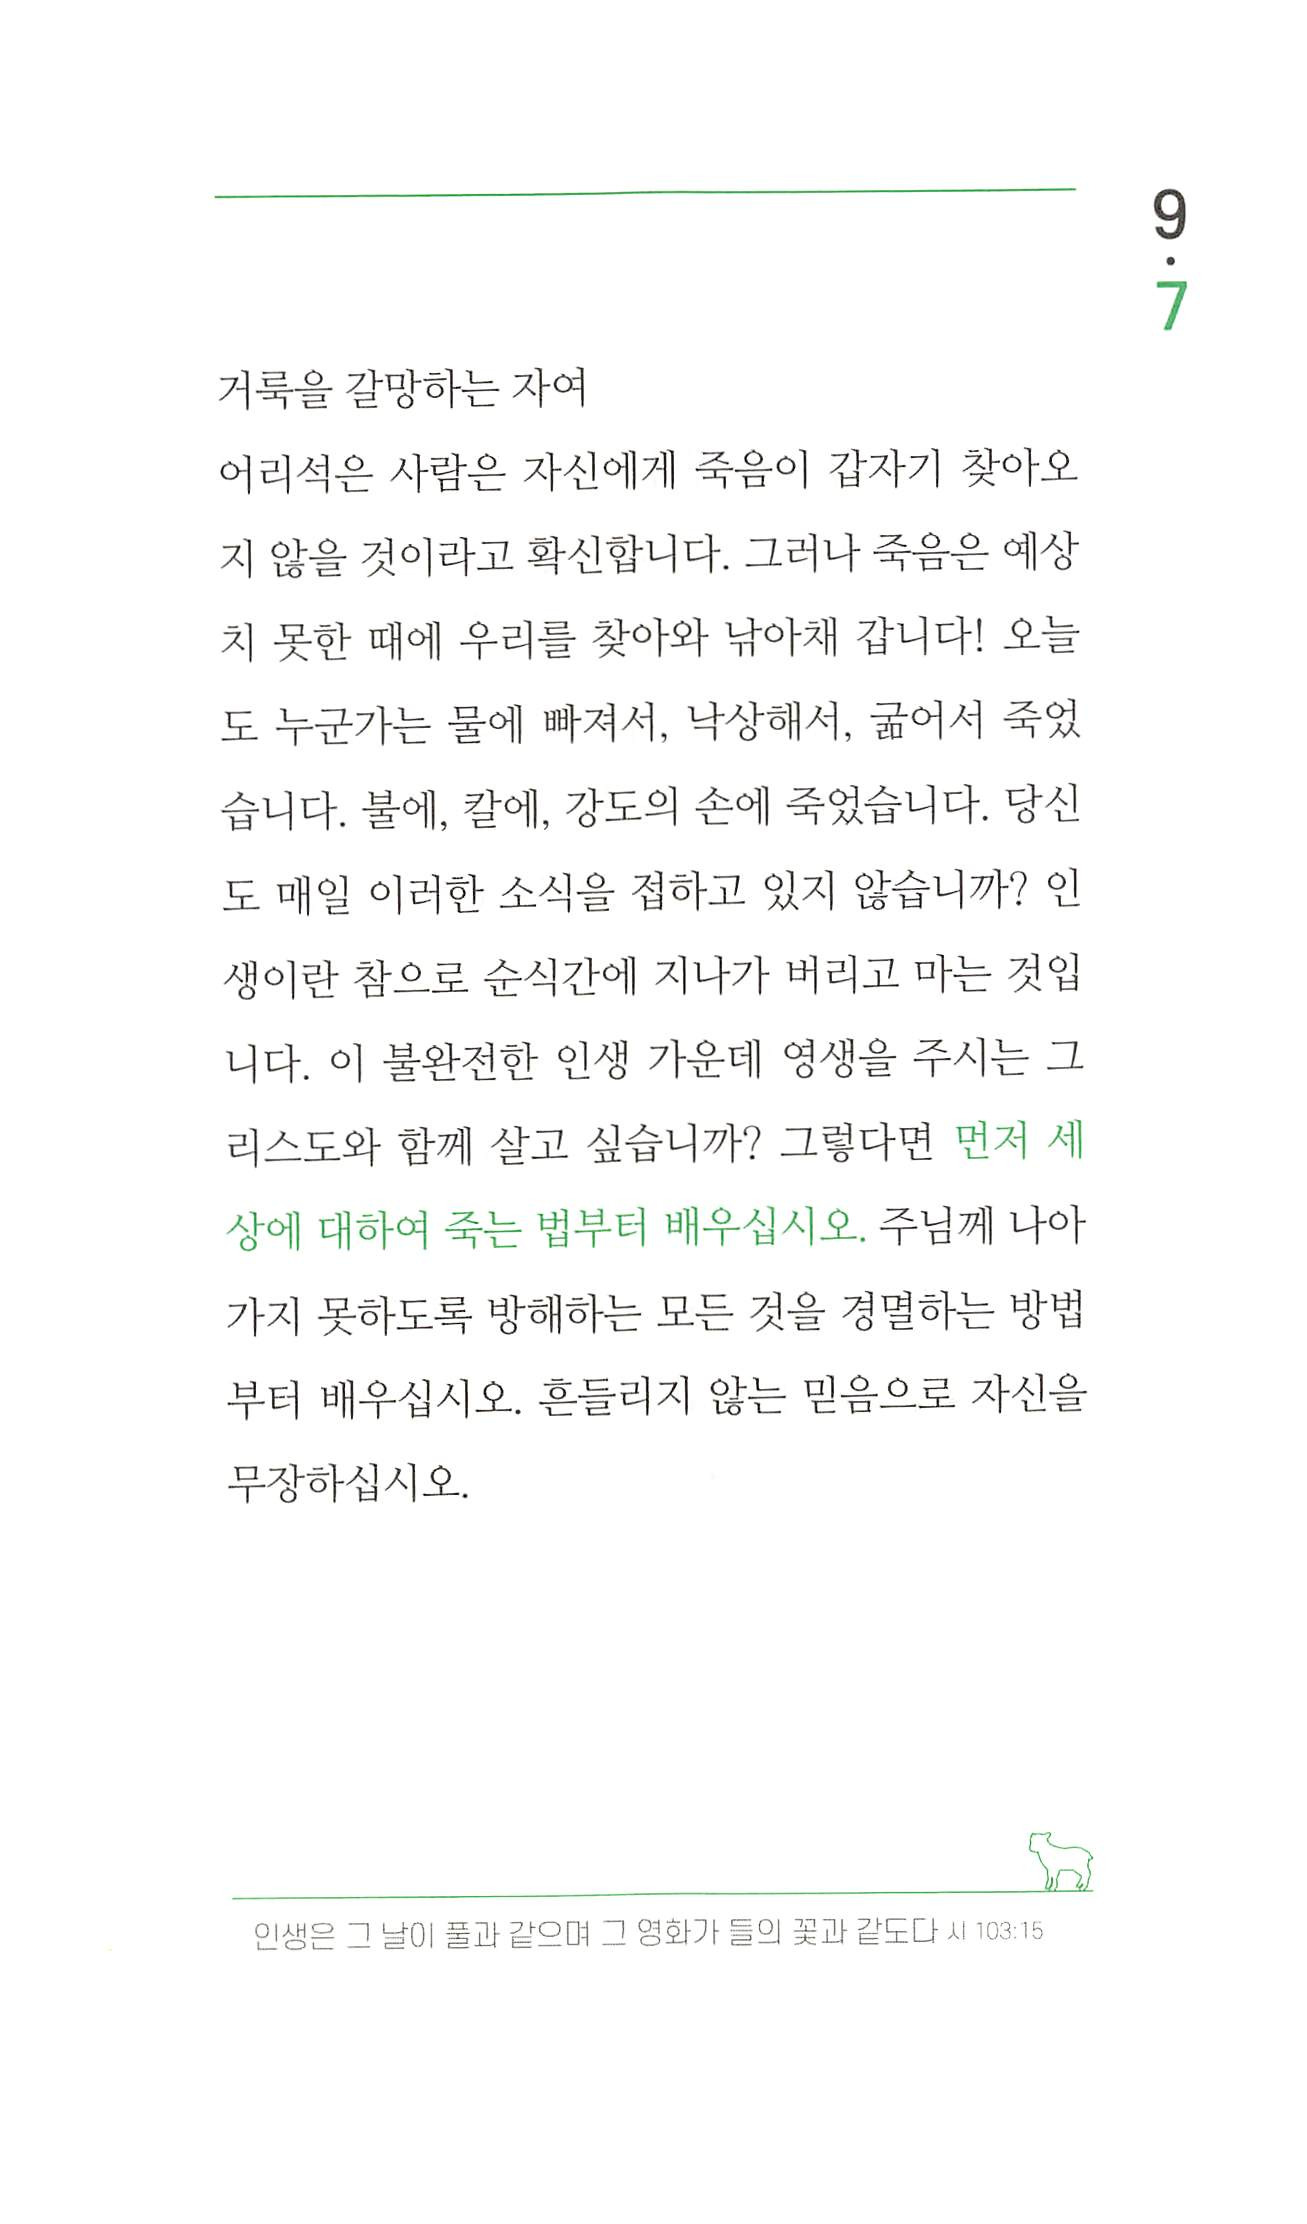 9
·
7
거룩을 갈망하는 자여
어리석은 사람은 자신에게 죽음이 갑자기 찾아오
지 않을 것이라고 확신합니다. 그러나 죽음은 예상
치 못한 때에 우리를 찾아와 낚아채 갑니다! 오늘
도 누군가는 물에 빠져서, 낙상해서, 굶어서 죽었
습니다. 불에, 칼에, 강도의 손에 죽었습니다. 당신
도 매일 이러한 소식을 접하고 있지 않습니까? 인
생이란 참으로 순식간에 지나가 버리고 마는 것입
니다. 이 불완전한 인생 가운데 영생을 주시는 그
리스도와 함께 살고 싶습니까? 그렇다면 먼저 세
상에 대하여 죽는 법부터 배우십시오. 주님께 나아
가지 못하도록 방해하는 모든 것을 경멸하는 방법
부터 배우십시오. 흔들리지 않는 믿음으로 자신을
무장하십시오.
인생은 그 날이 풀과 같으며 그 영화가 들의 꽃과 같도다 시 103:15